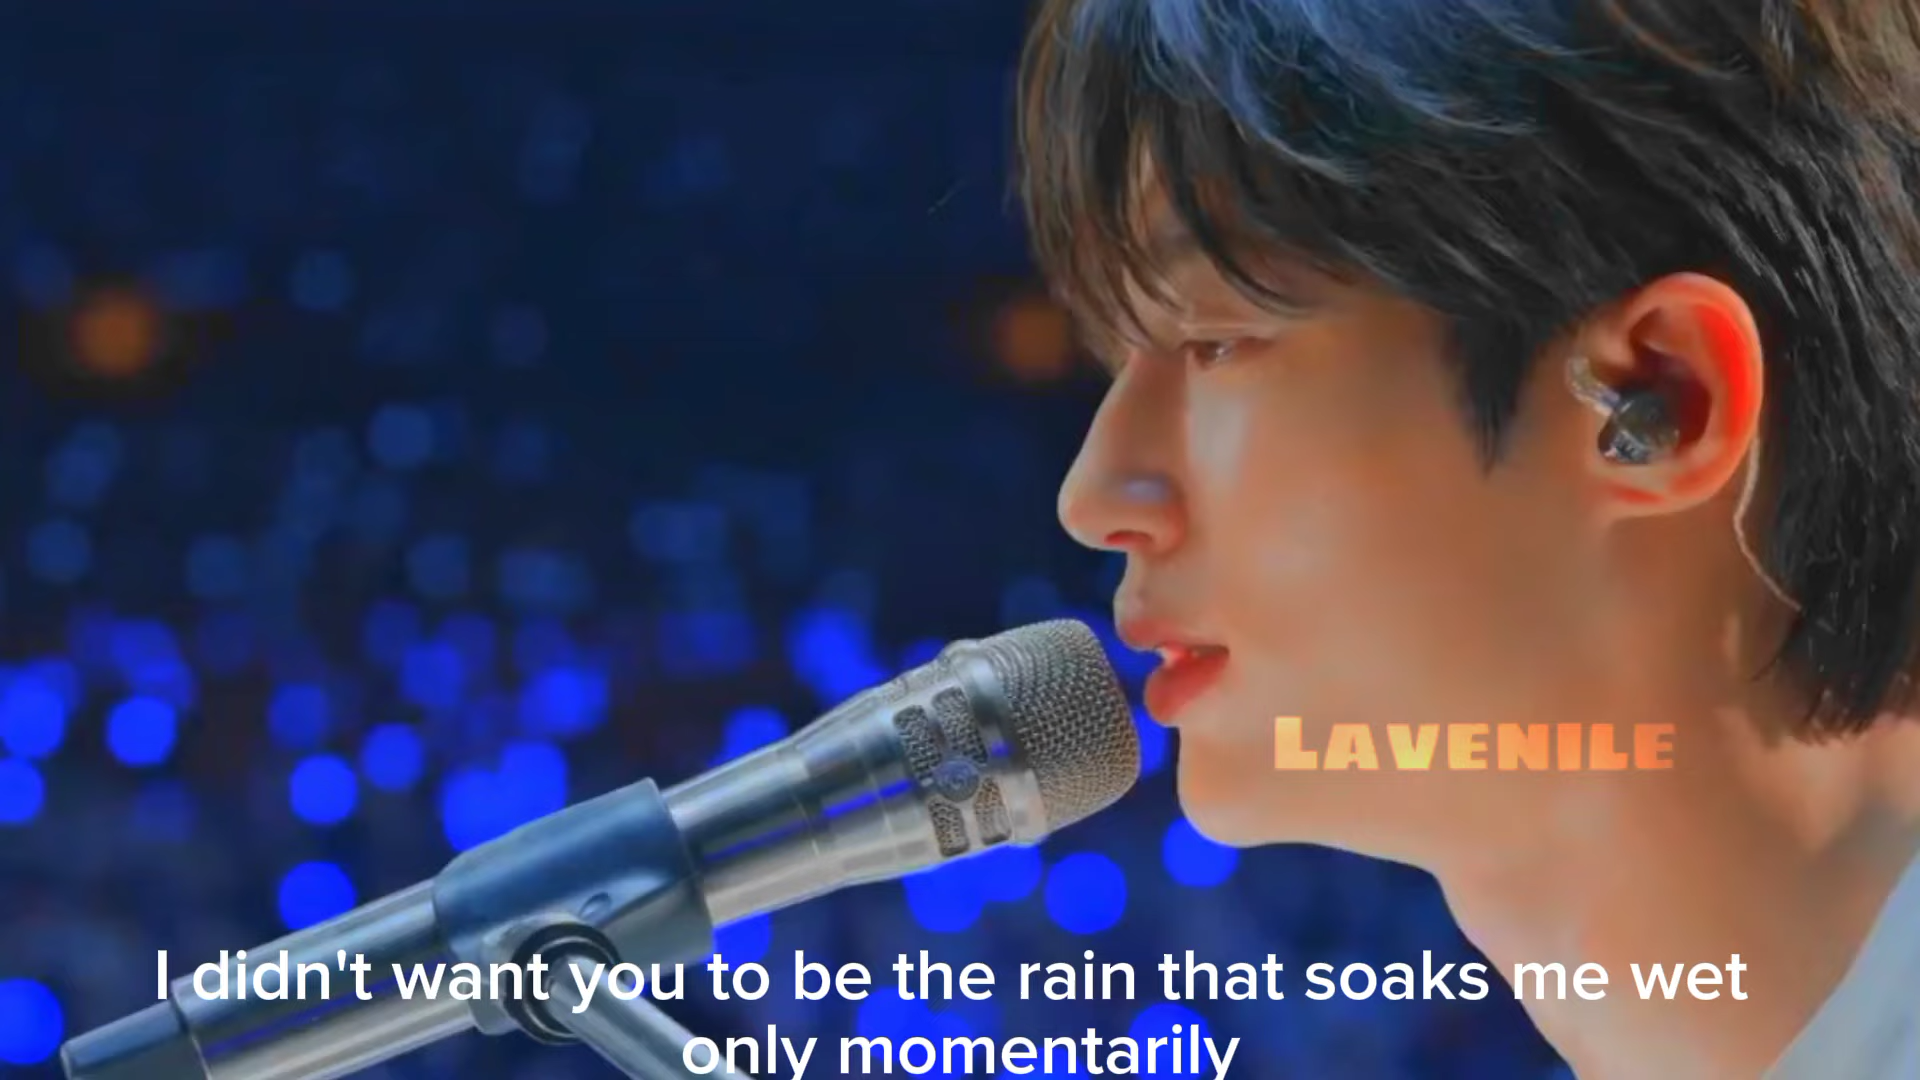 LAVENILE
I didn't want you to be the rain that soaks me wet
only momentarily